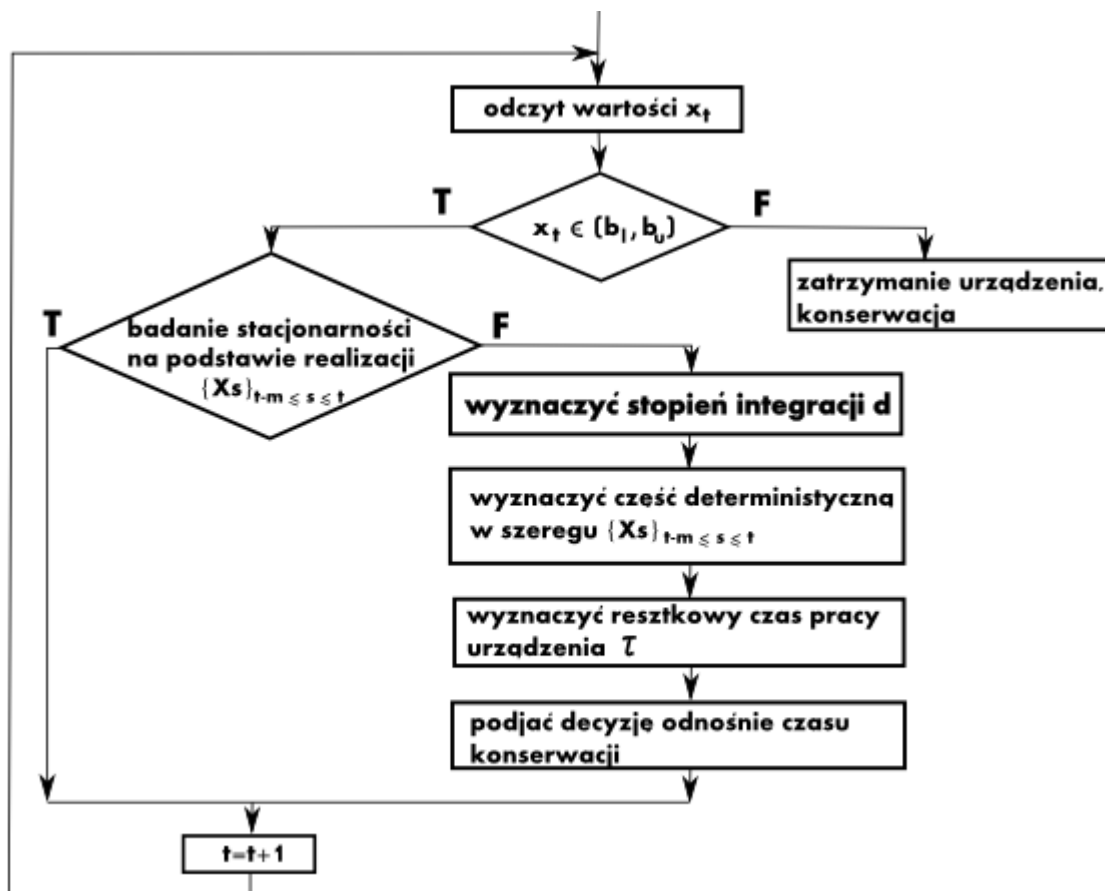 odczyt wartości xₜ
T
F
xₜ ∈ (bₗ, bᵤ)
zatrzymanie urządzenia,
konserwacja
T
F
badanie stacjonarności
na podstawie realizacji
{Xs}ₜ₋ₘ ⩽ ₛ ⩽ ₜ
wyznaczyć stopień integracji d
wyznaczyć część deterministyczną
w szeregu {Xs}ₜ₋ₘ ⩽ ₛ ⩽ ₜ
wyznaczyć resztkowy czas pracy
urządzenia τ
podjać decyzję odnośnie czasu
konserwacji
t=t+1